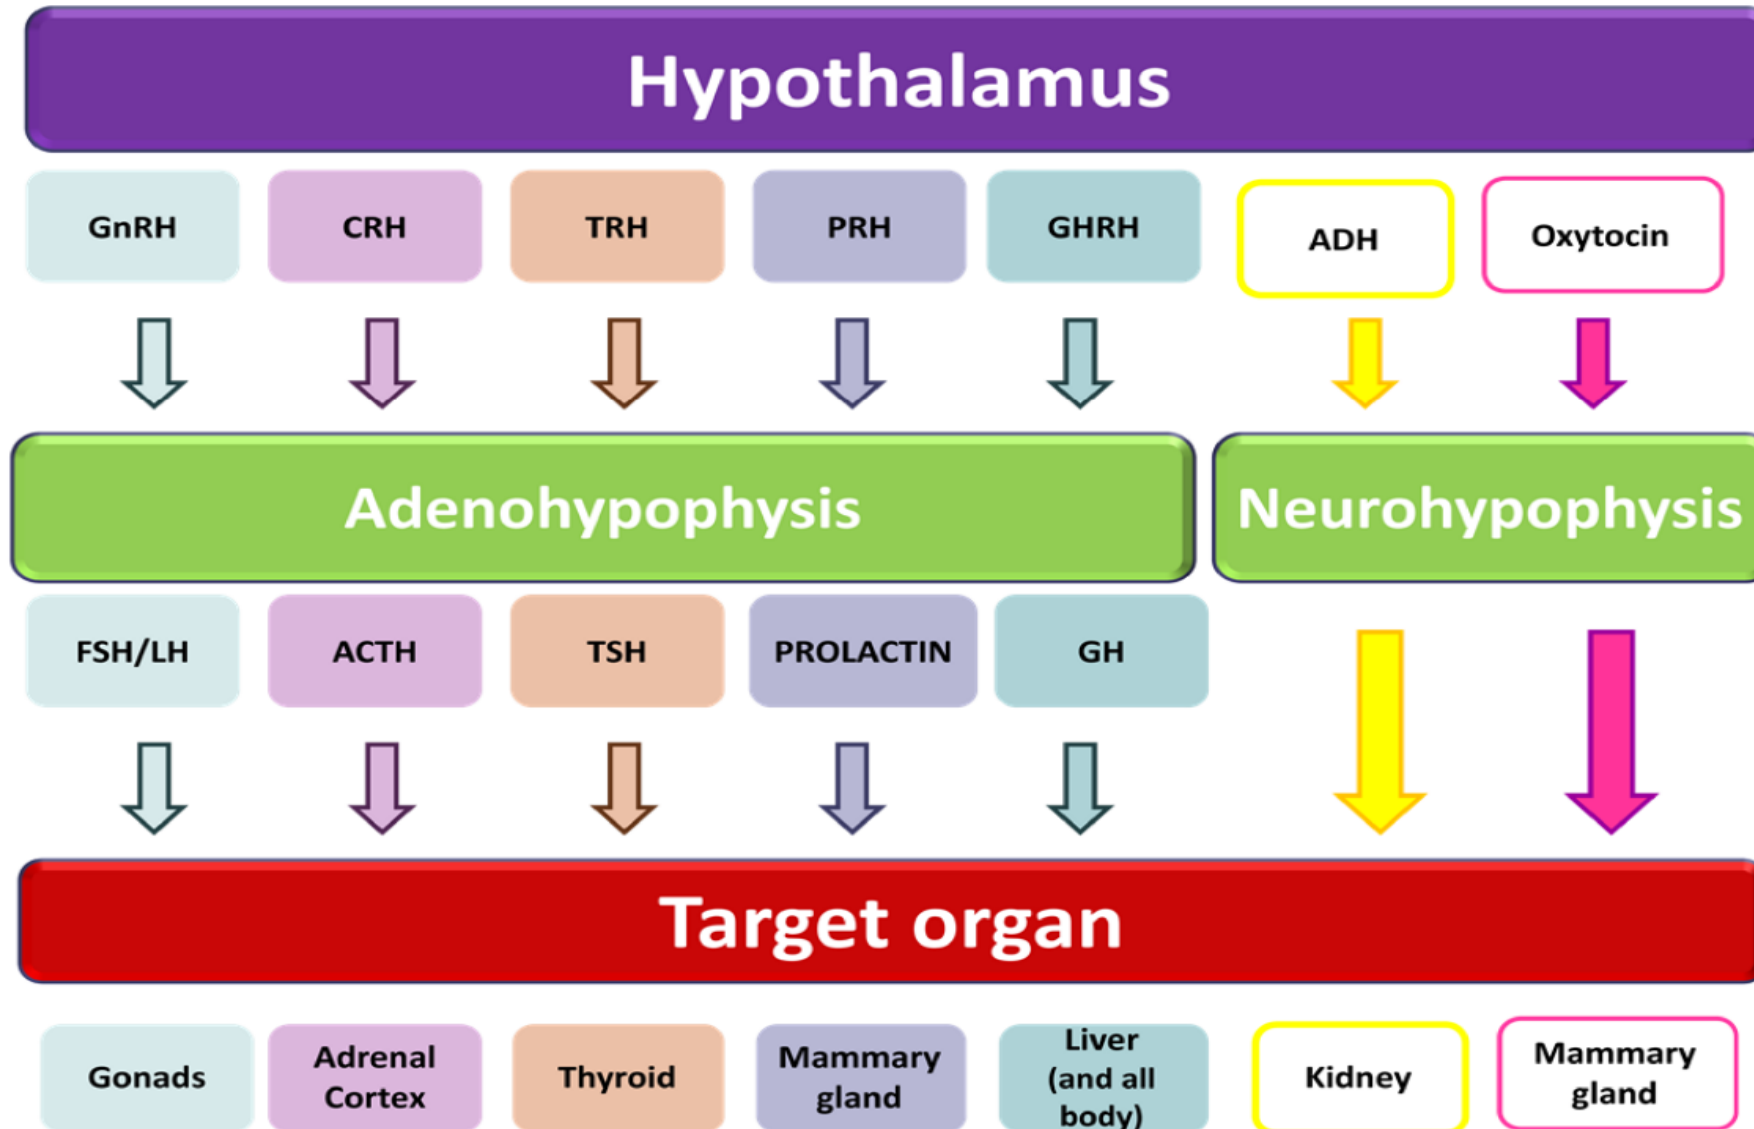 Hypothalamus
GnRH
CRH
TRH
PRH
GHRH
ADH
Oxytocin
Adenohypophysis
Neurohypophysis
FSH/LH
ACTH
TSH
PROLACTIN
GH
Target organ
Gonads
Adrenal
Cortex
Thyroid
Mammary
gland
Liver
(and all
body)
Kidney
Mammary
gland